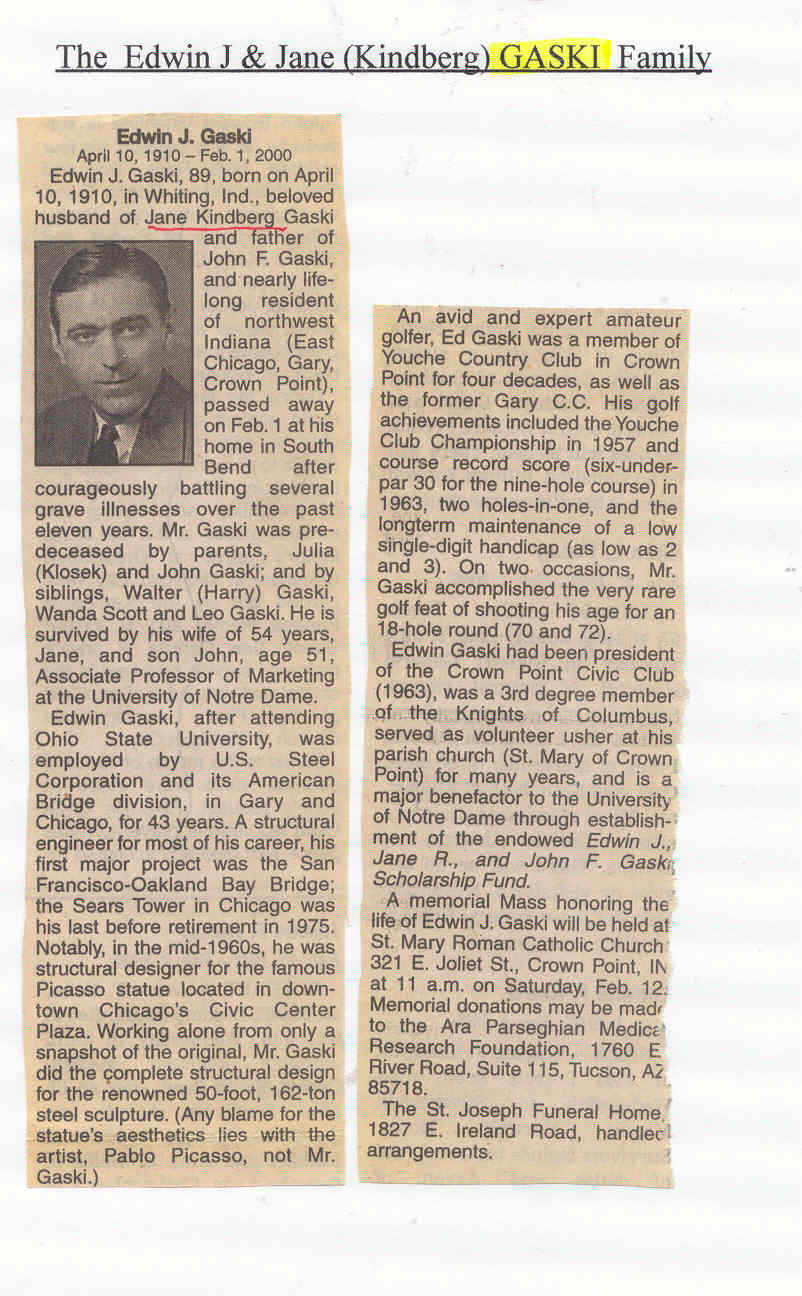 The Edwin J & Jane (Kindberg) GASKI Family
Edwin J. Gaski
April 10, 1910 – Feb. 1, 2000
Edwin J. Gaski, 89, born on April
10, 1910, in Whiting, Ind., beloved
husband of Jane Kindberg Gaski
and father of
John F. Gaski,
and nearly life-
long resident
of northwest
Indiana (East
Chicago, Gary,
Crown Point),
passed away
on Feb. 1 at his
home in South
Bend after
courageously battling several
grave illnesses over the past
eleven years. Mr. Gaski was pre-
deceased by parents, Julia
(Klosek) and John Gaski; and by
siblings, Walter (Harry) Gaski,
Wanda Scott and Leo Gaski. He is
survived by his wife of 54 years,
Jane, and son John, age 51,
Associate Professor of Marketing
at the University of Notre Dame.
Edwin Gaski, after attending
Ohio State University, was
employed by U.S. Steel
Corporation and its American
Bridge division, in Gary and
Chicago, for 43 years. A structural
engineer for most of his career, his
first major project was the San
Francisco-Oakland Bay Bridge;
the Sears Tower in Chicago was
his last before retirement in 1975.
Notably, in the mid-1960s, he was
structural designer for the famous
Picasso statue located in down-
town Chicago's Civic Center
Plaza. Working alone from only a
snapshot of the original, Mr. Gaski
did the complete structural design
for the renowned 50-foot, 162-ton
steel sculpture. (Any blame for the
statue's aesthetics lies with the
artist, Pablo Picasso, not Mr.
Gaski.)
An avid and expert amateur
golfer, Ed Gaski was a member of
Youche Country Club in Crown
Point for four decades, as well as
the former Gary C.C. His golf
achievements included the Youche
Club Championship in 1957 and
course record score (six-under-
par 30 for the nine-hole course) in
1963, two holes-in-one, and the
longterm maintenance of a low
single-digit handicap (as low as 2
and 3). On two occasions, Mr.
Gaski accomplished the very rare
golf feat of shooting his age for an
18-hole round (70 and 72).
Edwin Gaski had been president
of the Crown Point Civic Club
(1963), was a 3rd degree member
of the Knights of Columbus,
served as volunteer usher at his
parish church (St. Mary of Crown
Point) for many years, and is a
major benefactor to the University
of Notre Dame through establish-
ment of the endowed Edwin J.,
Jane R., and John F. Gaski
Scholarship Fund.
A memorial Mass honoring the
life of Edwin J. Gaski will be held at
St. Mary Roman Catholic Church
321 E. Joliet St., Crown Point, IN
at 11 a.m. on Saturday, Feb. 12.
Memorial donations may be made
to the Ara Parseghian Medical
Research Foundation, 1760 E
River Road, Suite 115, Tucson, AZ
85718.
The St. Joseph Funeral Home,
1827 E. Ireland Road, handled
arrangements.